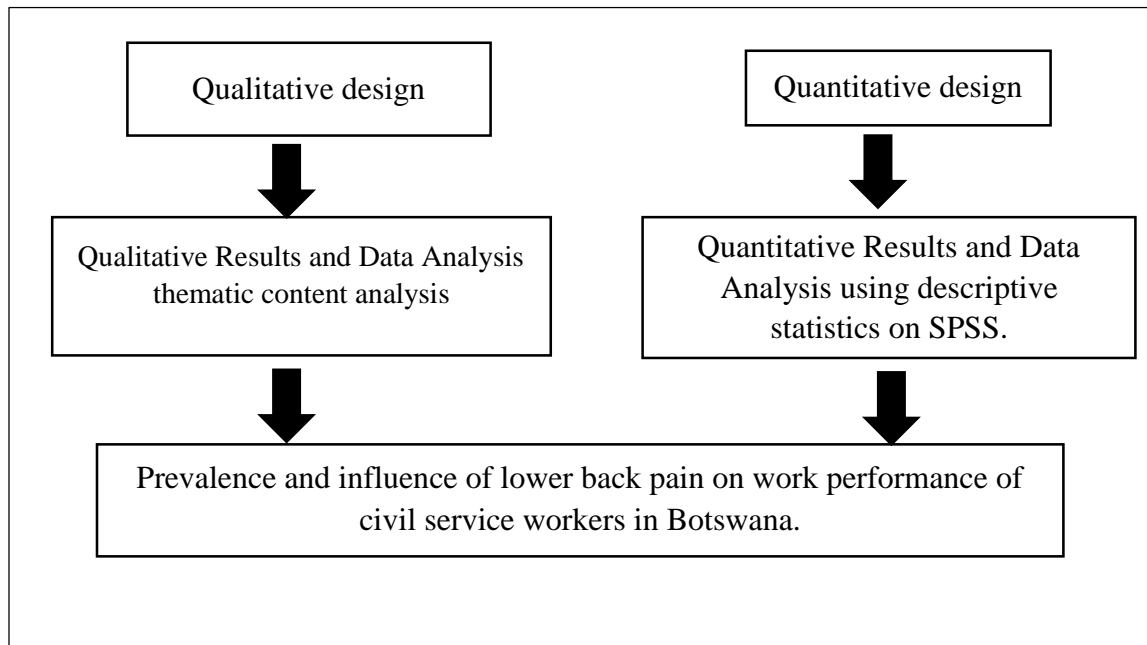 Qualitative design
Quantitative design
Qualitative Results and Data Analysis
thematic content analysis
Quantitative Results and Data
Analysis using descriptive
statistics on SPSS.
Prevalence and influence of lower back pain on work performance of
civil service workers in Botswana.